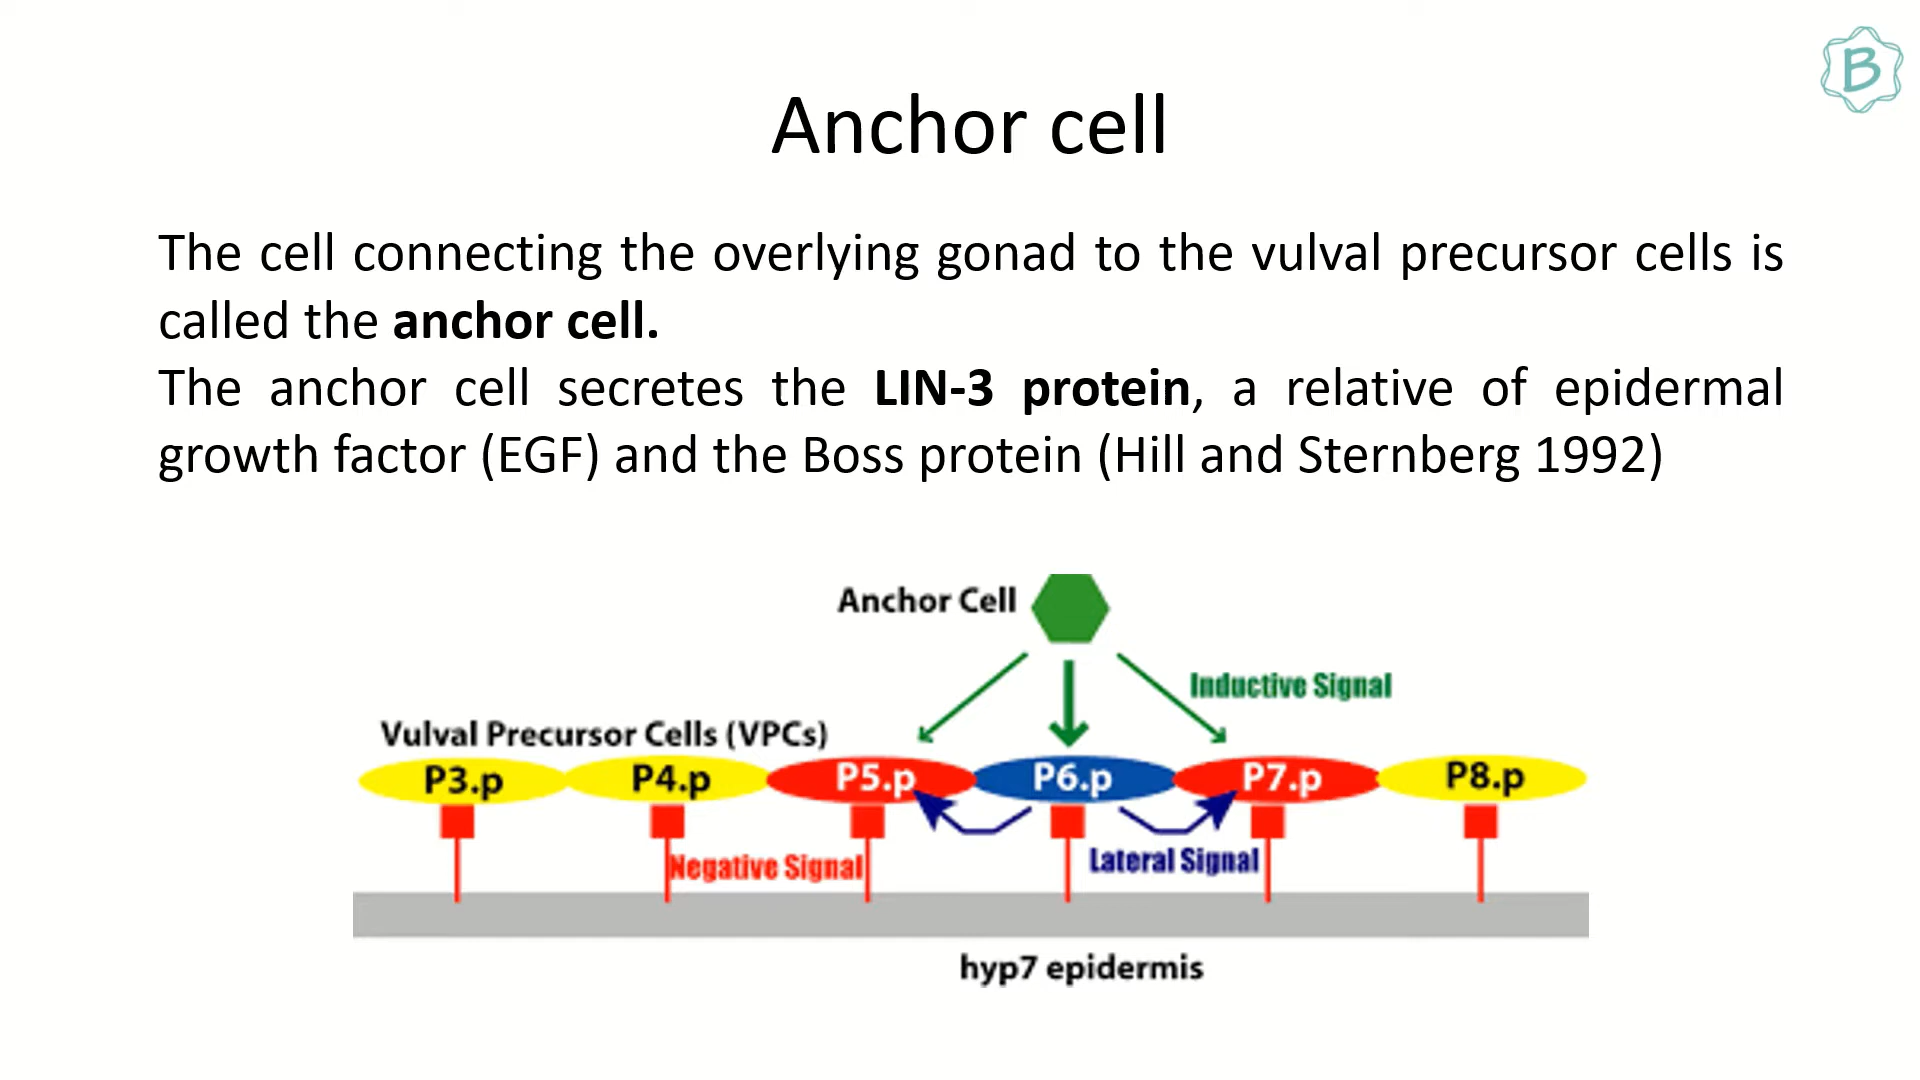 B
Anchor cell
The cell connecting the overlying gonad to the vulval precursor cells is
called the anchor cell.
The anchor cell secretes the LIN-3 protein, a relative of epidermal
growth factor (EGF) and the Boss protein (Hill and Sternberg 1992)
Anchor Cell
Inductive Signal
Vulval Precursor Cells (VPCs)
P3.p P4.p P5.p P6.p P7.p P8.p
Negative Signal Lateral Signal
hyp7 epidermis